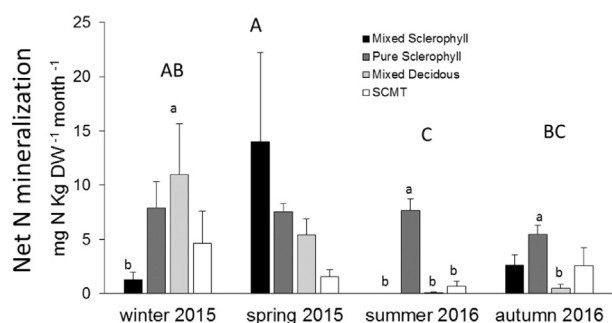 A
AB
a
b
Mixed Sclerophyll
Pure Sclerophyll
Mixed Decidous
SCMT
C
a
b
b
b
BC
a
b
Net N mineralization
mg N Kg DW⁻¹ month⁻¹
25
20
15
10
5
0
winter 2015
spring 2015
summer 2016
autumn 2016